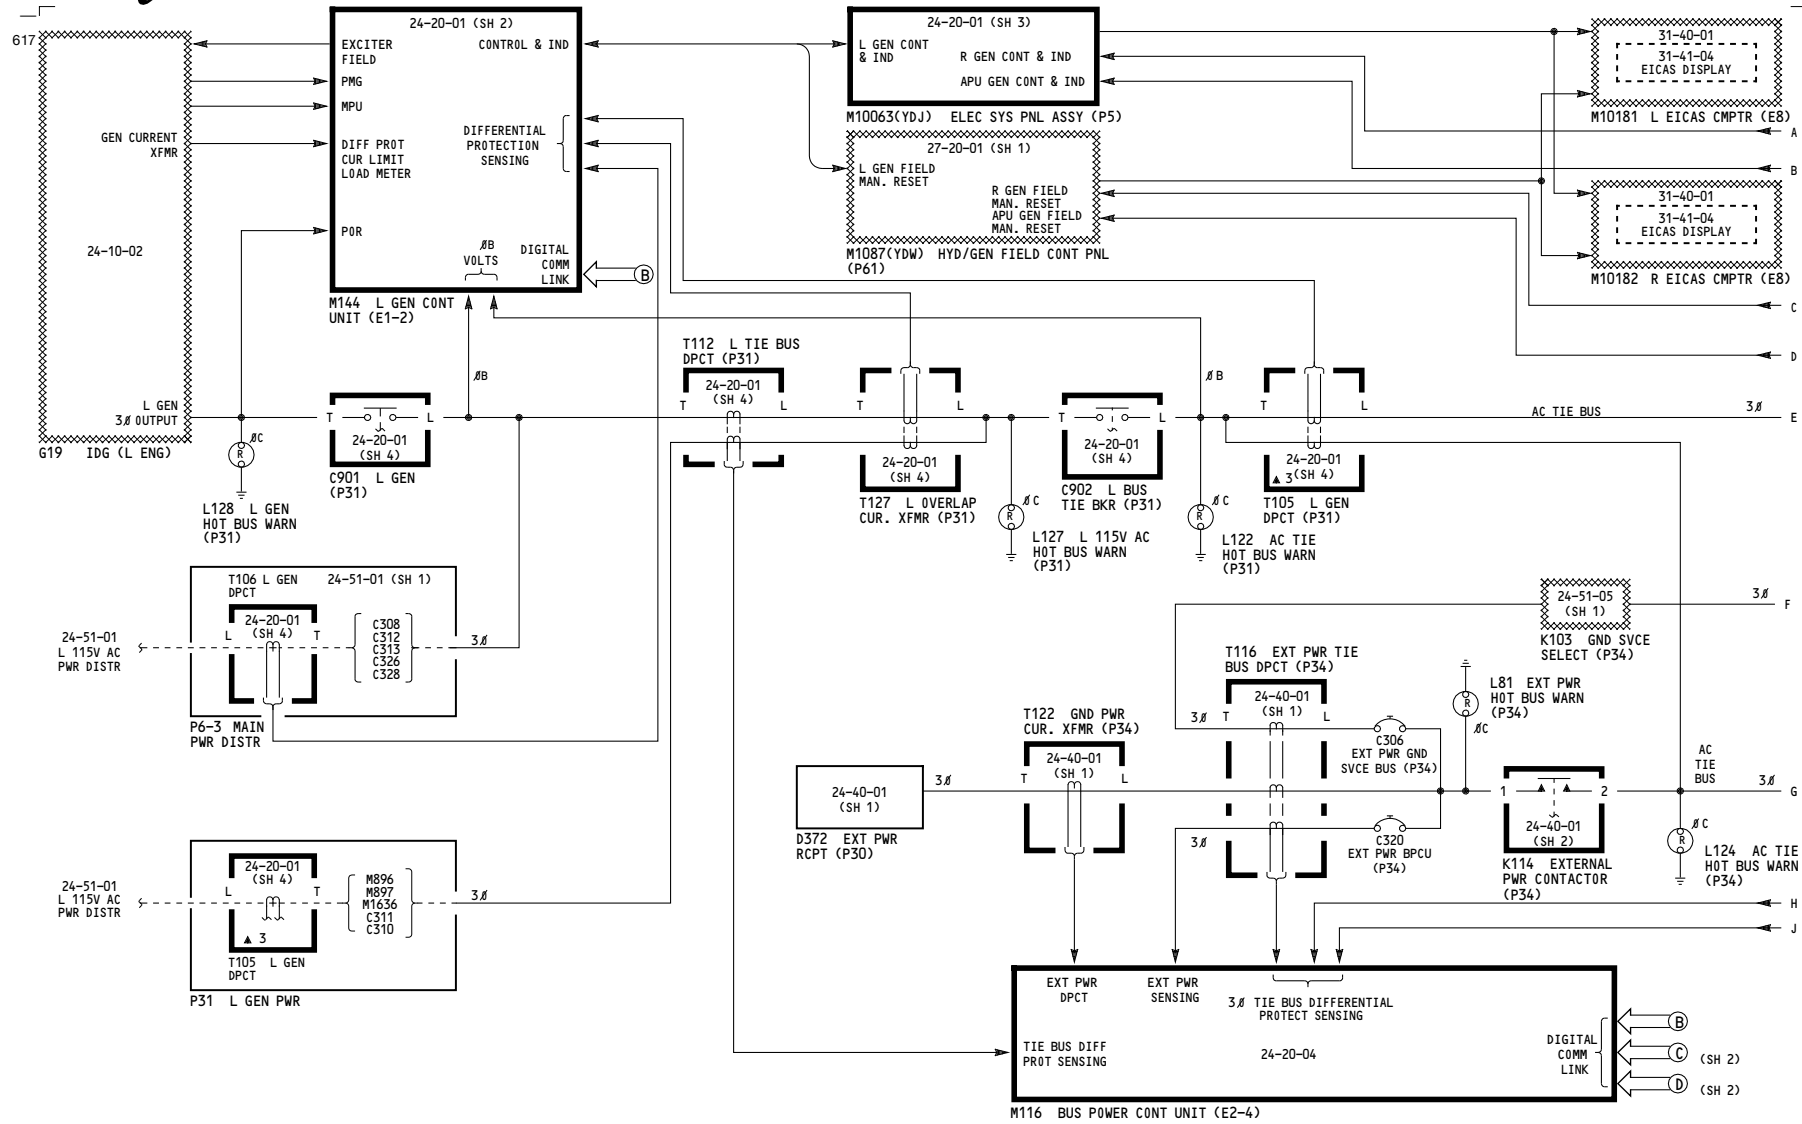 617
24-10-02
GEN CURRENT
XFMR
L GEN
3Ø OUTPUT
G19 IDG (L ENG)
24-20-01 (SH 2)
EXCITER
FIELD
CONTROL & IND
PMG
MPU
DIFF PROT
CUR LIMIT
LOAD METER
DIFFERENTIAL
PROTECTION
SENSING
POR
ØB
VOLTS
DIGITAL
COMM
LINK
B
M144 L GEN CONT
UNIT (E1-2)
24-20-01 (SH 3)
L GEN CONT
& IND
R GEN CONT & IND
APU GEN CONT & IND
M10063(YDJ) ELEC SYS PNL ASSY (P5)
27-20-01 (SH 1)
L GEN FIELD
MAN. RESET
R GEN FIELD
MAN. RESET
APU GEN FIELD
MAN. RESET
M1087(YDW) HYD/GEN FIELD CONT PNL
(P61)
31-40-01
31-41-04
EICAS DISPLAY
M10181 L EICAS CMPTR (E8)
A
B
31-40-01
31-41-04
EICAS DISPLAY
M10182 R EICAS CMPTR (E8)
C
D
ØC
R
L128 L GEN
HOT BUS WARN
(P31)
T
L
24-20-01
(SH 4)
C901 L GEN
(P31)
ØB
T112 L TIE BUS
DPCT (P31)
24-20-01
(SH 4)
T
L
T
L
24-20-01
(SH 4)
T127 L OVERLAP
CUR. XFMR (P31)
ØC
R
L127 L 115V AC
HOT BUS WARN
(P31)
T
L
24-20-01
(SH 4)
C902 L BUS
TIE BKR (P31)
ØB
ØC
R
L122 AC TIE
HOT BUS WARN
(P31)
T
L
24-20-01
▲ 3 (SH 4)
T105 L GEN
DPCT (P31)
AC TIE BUS
3Ø
E
T106 L GEN
DPCT
24-51-01 (SH 1)
24-20-01
(SH 4)
L
T
C308
C312
C313
C326
C328
3Ø
24-51-01
L 115V AC
PWR DISTR
P6-3 MAIN
PWR DISTR
24-20-01
(SH 4)
L
T
▲ 3
T105 L GEN
DPCT
M896
M897
M1636
C311
C310
3Ø
24-51-01
L 115V AC
PWR DISTR
P31 L GEN PWR
24-51-05
(SH 1)
3Ø
F
K103 GND SVCE
SELECT (P34)
T116 EXT PWR TIE
BUS DPCT (P34)
24-40-01
(SH 1)
3Ø
T
L
C306
EXT PWR GND
SVCE BUS (P34)
R
ØC
L81 EXT PWR
HOT BUS WARN
(P34)
T122 GND PWR
CUR. XFMR (P34)
24-40-01
(SH 1)
T
L
24-40-01
(SH 1)
3Ø
D372 EXT PWR
RCPT (P30)
3Ø
C320
EXT PWR BPCU
(P34)
1
2
24-40-01
(SH 2)
K114 EXTERNAL
PWR CONTACTOR
(P34)
AC
TIE
BUS
3Ø
G
ØC
R
L124 AC TIE
HOT BUS WARN
(P34)
H
J
EXT PWR
DPCT
EXT PWR
SENSING
3Ø TIE BUS DIFFERENTIAL
PROTECT SENSING
TIE BUS DIFF
PROT SENSING
24-20-04
DIGITAL
COMM
LINK
B
C (SH 2)
D (SH 2)
M116 BUS POWER CONT UNIT (E2-4)